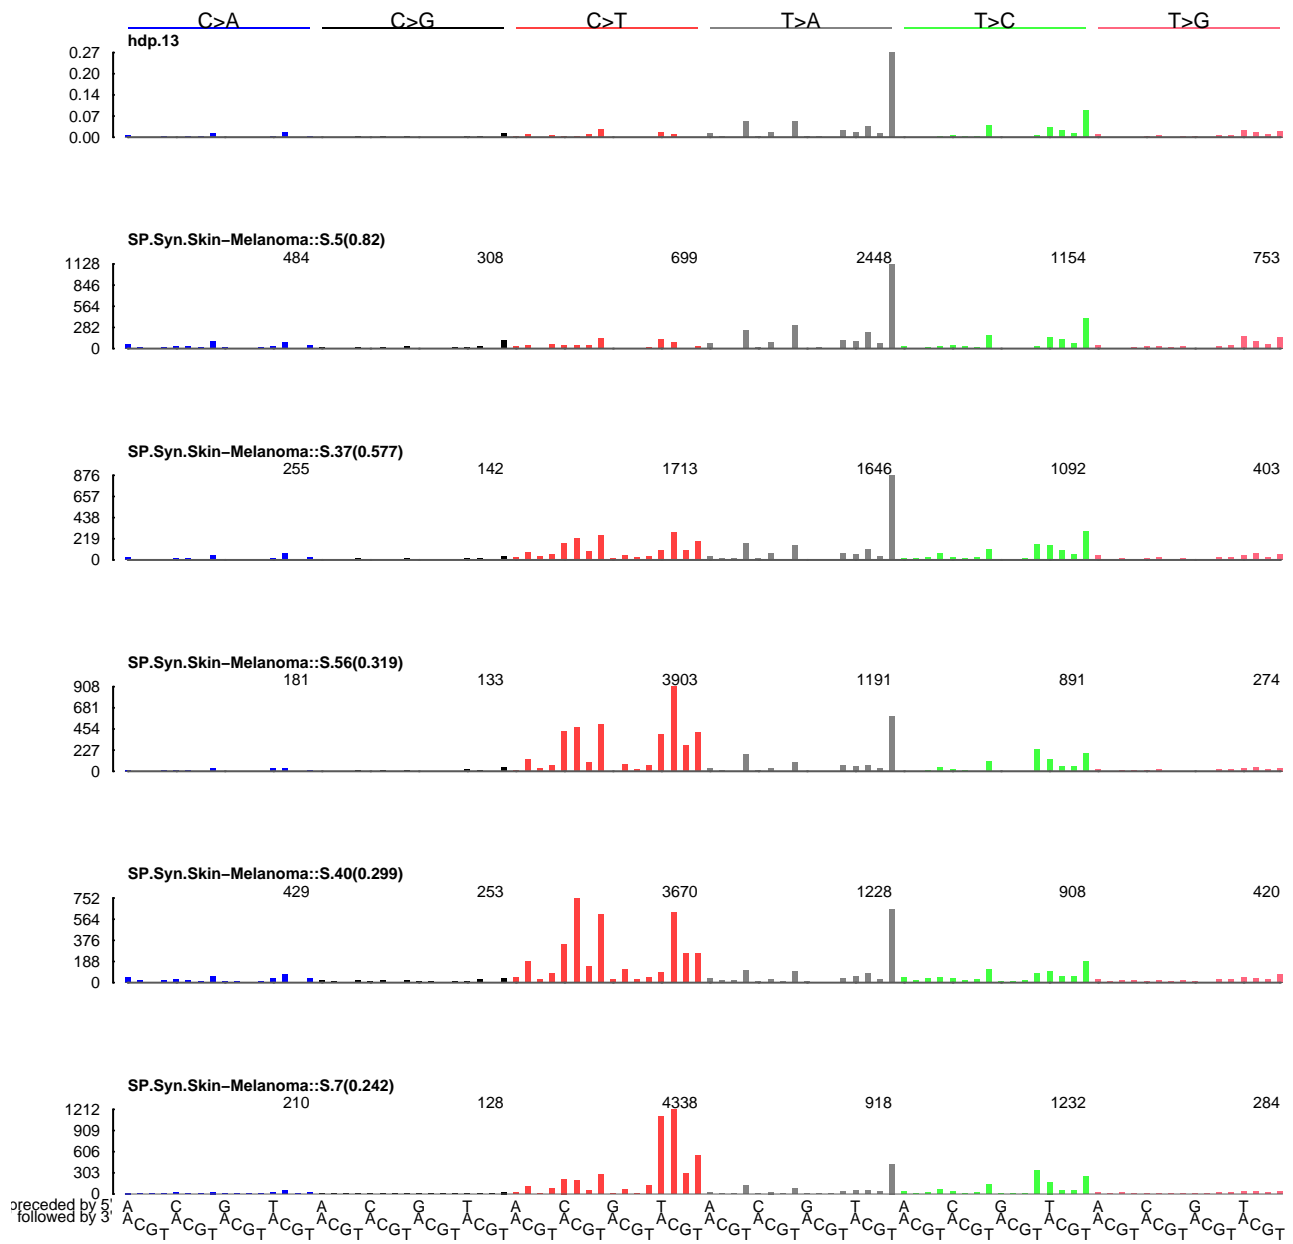 C>A C>G C>T T>A T>C T>G
hdp.13
0.27
0.20
0.14
0.07
0.00
SP.Syn.Skin−Melanoma::S.5(0.82)
484 308 699 2448 1154 753
1128
846
564
282
0
SP.Syn.Skin−Melanoma::S.37(0.577)
255 142 1713 1646 1092 403
876
657
438
219
0
SP.Syn.Skin−Melanoma::S.56(0.319)
181 133 3903 1191 891 274
908
681
454
227
0
SP.Syn.Skin−Melanoma::S.40(0.299)
429 253 3670 1228 908 420
752
564
376
188
0
SP.Syn.Skin−Melanoma::S.7(0.242)
210 128 4338 918 1232 284
1212
909
606
303
0
preceded by 5' A C G T A C G T A C G T A C G T A C G T A C G T
followed by 3' A C G T A C G T A C G T A C G T A C G T A C G T A C G T A C G T A C G T A C G T A C G T A C G T A C G T A C G T A C G T A C G T A C G T A C G T A C G T A C G T A C G T A C G T A C G T A C G T